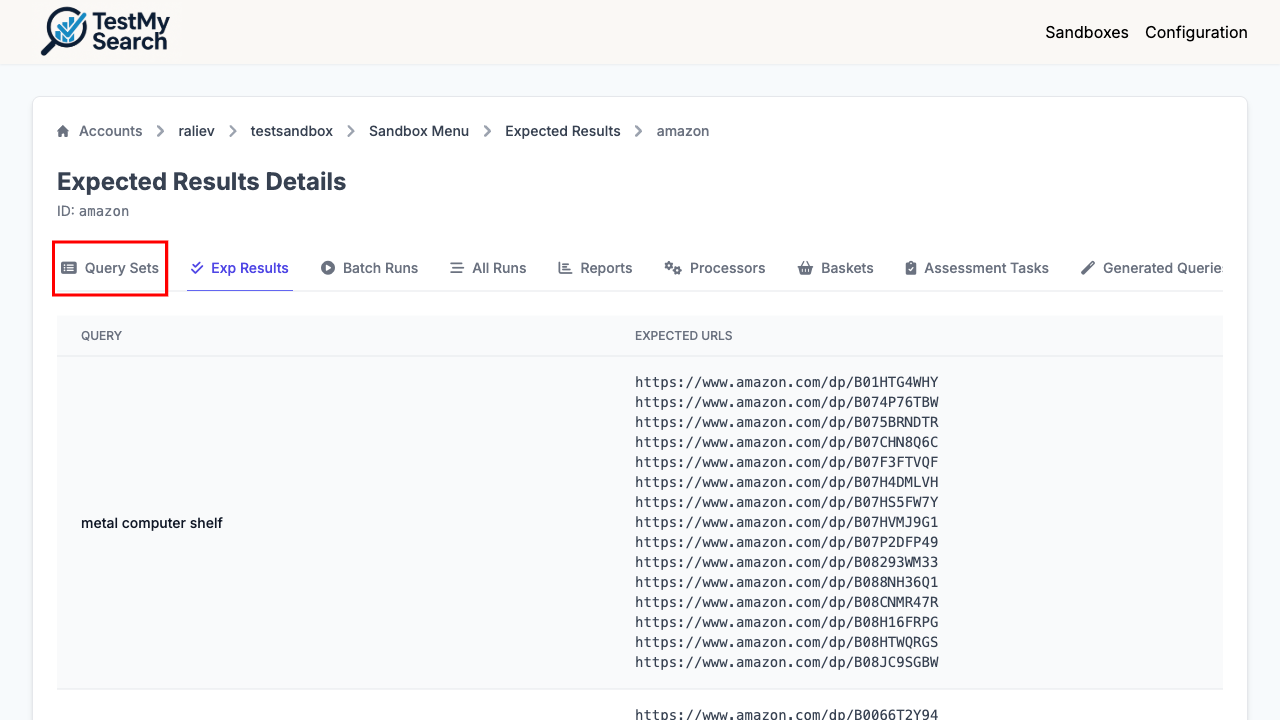 TestMy
Search
Sandboxes Configuration
Accounts raliev testsandbox Sandbox Menu Expected Results amazon
Expected Results Details
ID: amazon
Query Sets Exp Results Batch Runs All Runs Reports Processors Baskets Assessment Tasks Generated Querie
QUERY EXPECTED URLS
https://www.amazon.com/dp/B01HTG4WHY
https://www.amazon.com/dp/B074P76TBW
https://www.amazon.com/dp/B075BRNDTR
https://www.amazon.com/dp/B07CHN8Q6C
https://www.amazon.com/dp/B07F3FTVQF
https://www.amazon.com/dp/B07H4DMLVH
https://www.amazon.com/dp/B07HS5FW7Y
metal computer shelf https://www.amazon.com/dp/B07HVMJ9G1
https://www.amazon.com/dp/B07P2DFP49
https://www.amazon.com/dp/B08293WM33
https://www.amazon.com/dp/B088NH36Q1
https://www.amazon.com/dp/B08CNMR47R
https://www.amazon.com/dp/B08H16FRPG
https://www.amazon.com/dp/B08HTWQRGS
https://www.amazon.com/dp/B08JC9SGBW
https://www.amazon.com/dp/B0066T2Y94